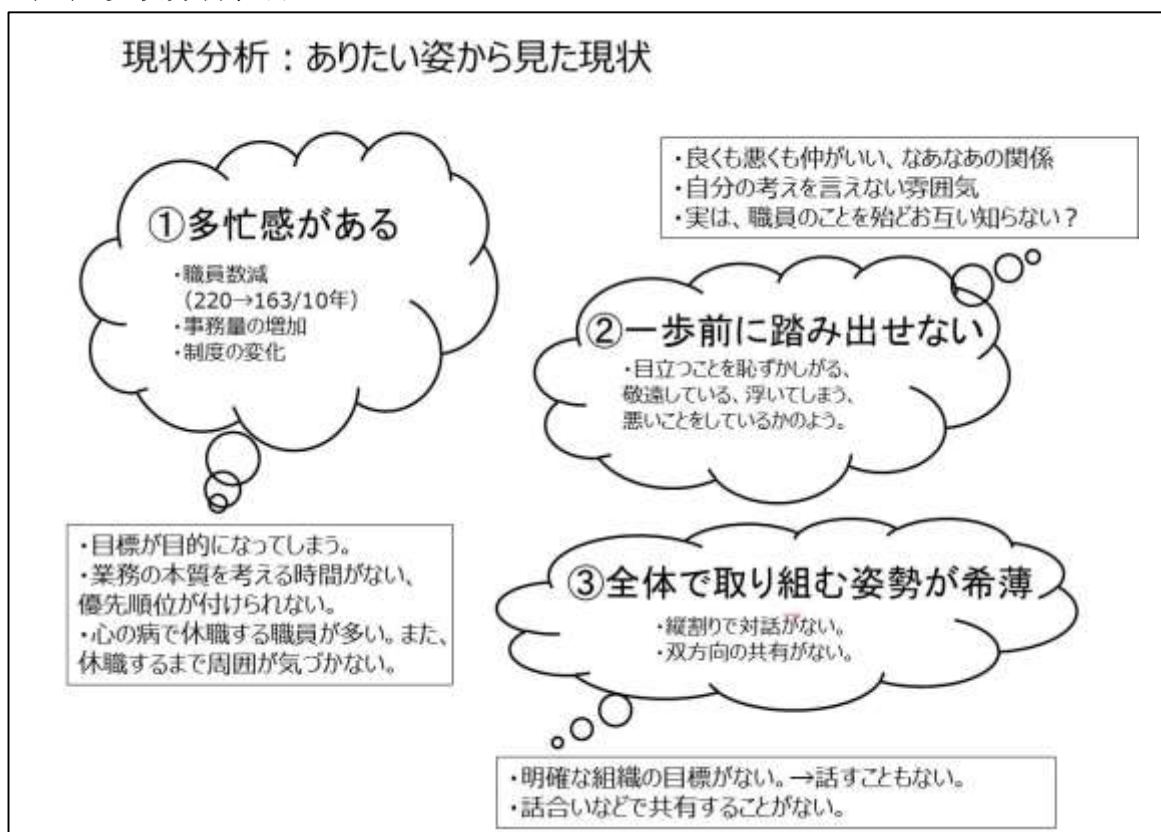 現状分析：ありたい姿から見た現状
①多忙感がある
・職員数減
（220→163/10年）
・事務量の増加
・制度の変化
・目標が目的になってしまう。
・業務の本質を考える時間がない、
優先順位が付けられない。
・心の病で休職する職員が多い。また、
休職するまで周囲が気づかない。
・良くも悪くも仲がいい、なあなあの関係
・自分の考えを言えない雰囲気
・実は、職員のことを殆どお互い知らない？
②一歩前に踏み出せない
・目立つことを恥ずかしがる、
敬遠している、浮いてしまう、
悪いことをしているかのよう。
③全体で取り組む姿勢が希薄
・縦割りで対話がない。
・双方向の共有がない。
・明確な組織の目標がない。→話すこともない。
・話合いなどで共有することがない。